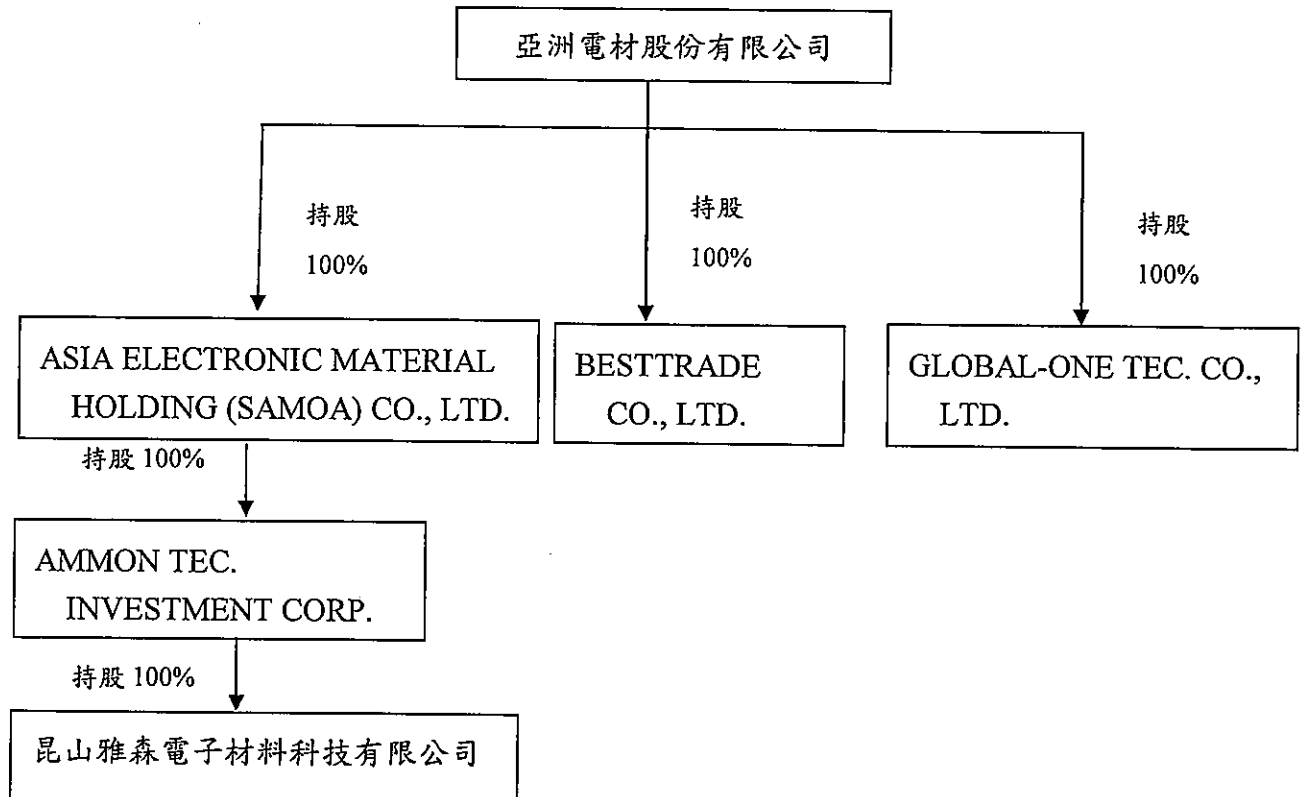 亞洲電材股份有限公司
持股
100%
持股
100%
持股
100%
ASIA ELECTRONIC MATERIAL
HOLDING (SAMOA) CO., LTD.
BESTTRADE
CO., LTD.
GLOBAL-ONE TEC. CO.,
LTD.
持股 100%
AMMON TEC.
INVESTMENT CORP.
持股 100%
昆山雅森電子材料科技有限公司